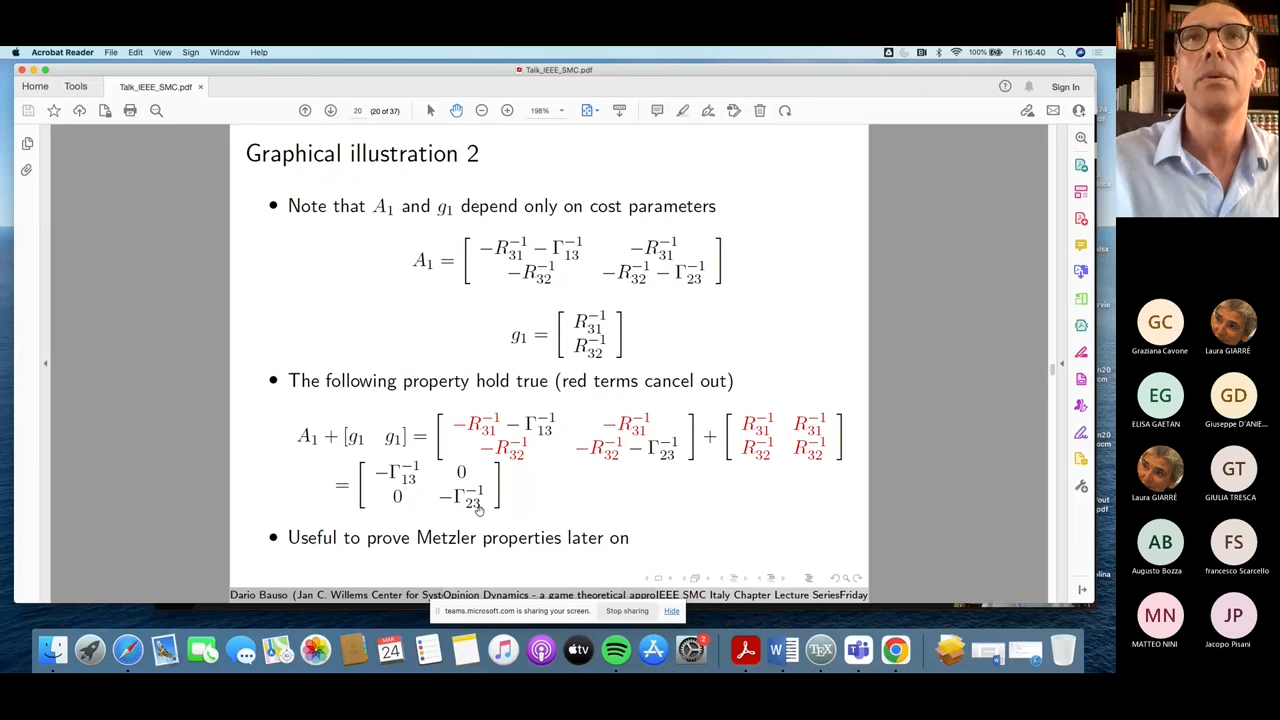 Acrobat Reader File Edit View Sign Window Help 100% Fri 16:40
Talk_IEEE_SMC.pdf
Home Tools Talk_IEEE_SMC.pdf × Sign In
20 (20 of 37) 198%
Graphical illustration 2
• Note that A₁ and g₁ depend only on cost parameters
A₁ = [ −R₃₁⁻¹ − Γ₁₃⁻¹ −R₃₁⁻¹
−R₃₂⁻¹ −R₃₂⁻¹ − Γ₂₃⁻¹ ]
g₁ = [ R₃₁⁻¹
R₃₂⁻¹ ]
• The following property hold true (red terms cancel out)
A₁ + [g₁ g₁] = [ −R₃₁⁻¹ − Γ₁₃⁻¹ −R₃₁⁻¹ ] + [ R₃₁⁻¹ R₃₁⁻¹ ]
[ −R₃₂⁻¹ −R₃₂⁻¹ − Γ₂₃⁻¹ ] [ R₃₂⁻¹ R₃₂⁻¹ ]
= [ −Γ₁₃⁻¹ 0
0 −Γ₂₃⁻¹ ]
• Useful to prove Metzler properties later on
Dario Bauso (Jan C. Willems Center for SystOpinion Dynamics - a game theoretical approIEEE SMC Italy Chapter Lecture SeriesFriday
teams.microsoft.com is sharing your screen. Stop sharing Hide
MAR
24
2
GC
Graziana Cavone
Laura GIARRÉ
EG
ELISA GAETAN
GD
Giuseppe D'ANIE...
Laura GIARRÉ
GT
GIULIA TRESCA
AB
Augusto Bozza
FS
francesco Scarcello
MN
MATTEO NINI
JP
Jacopo Pisani